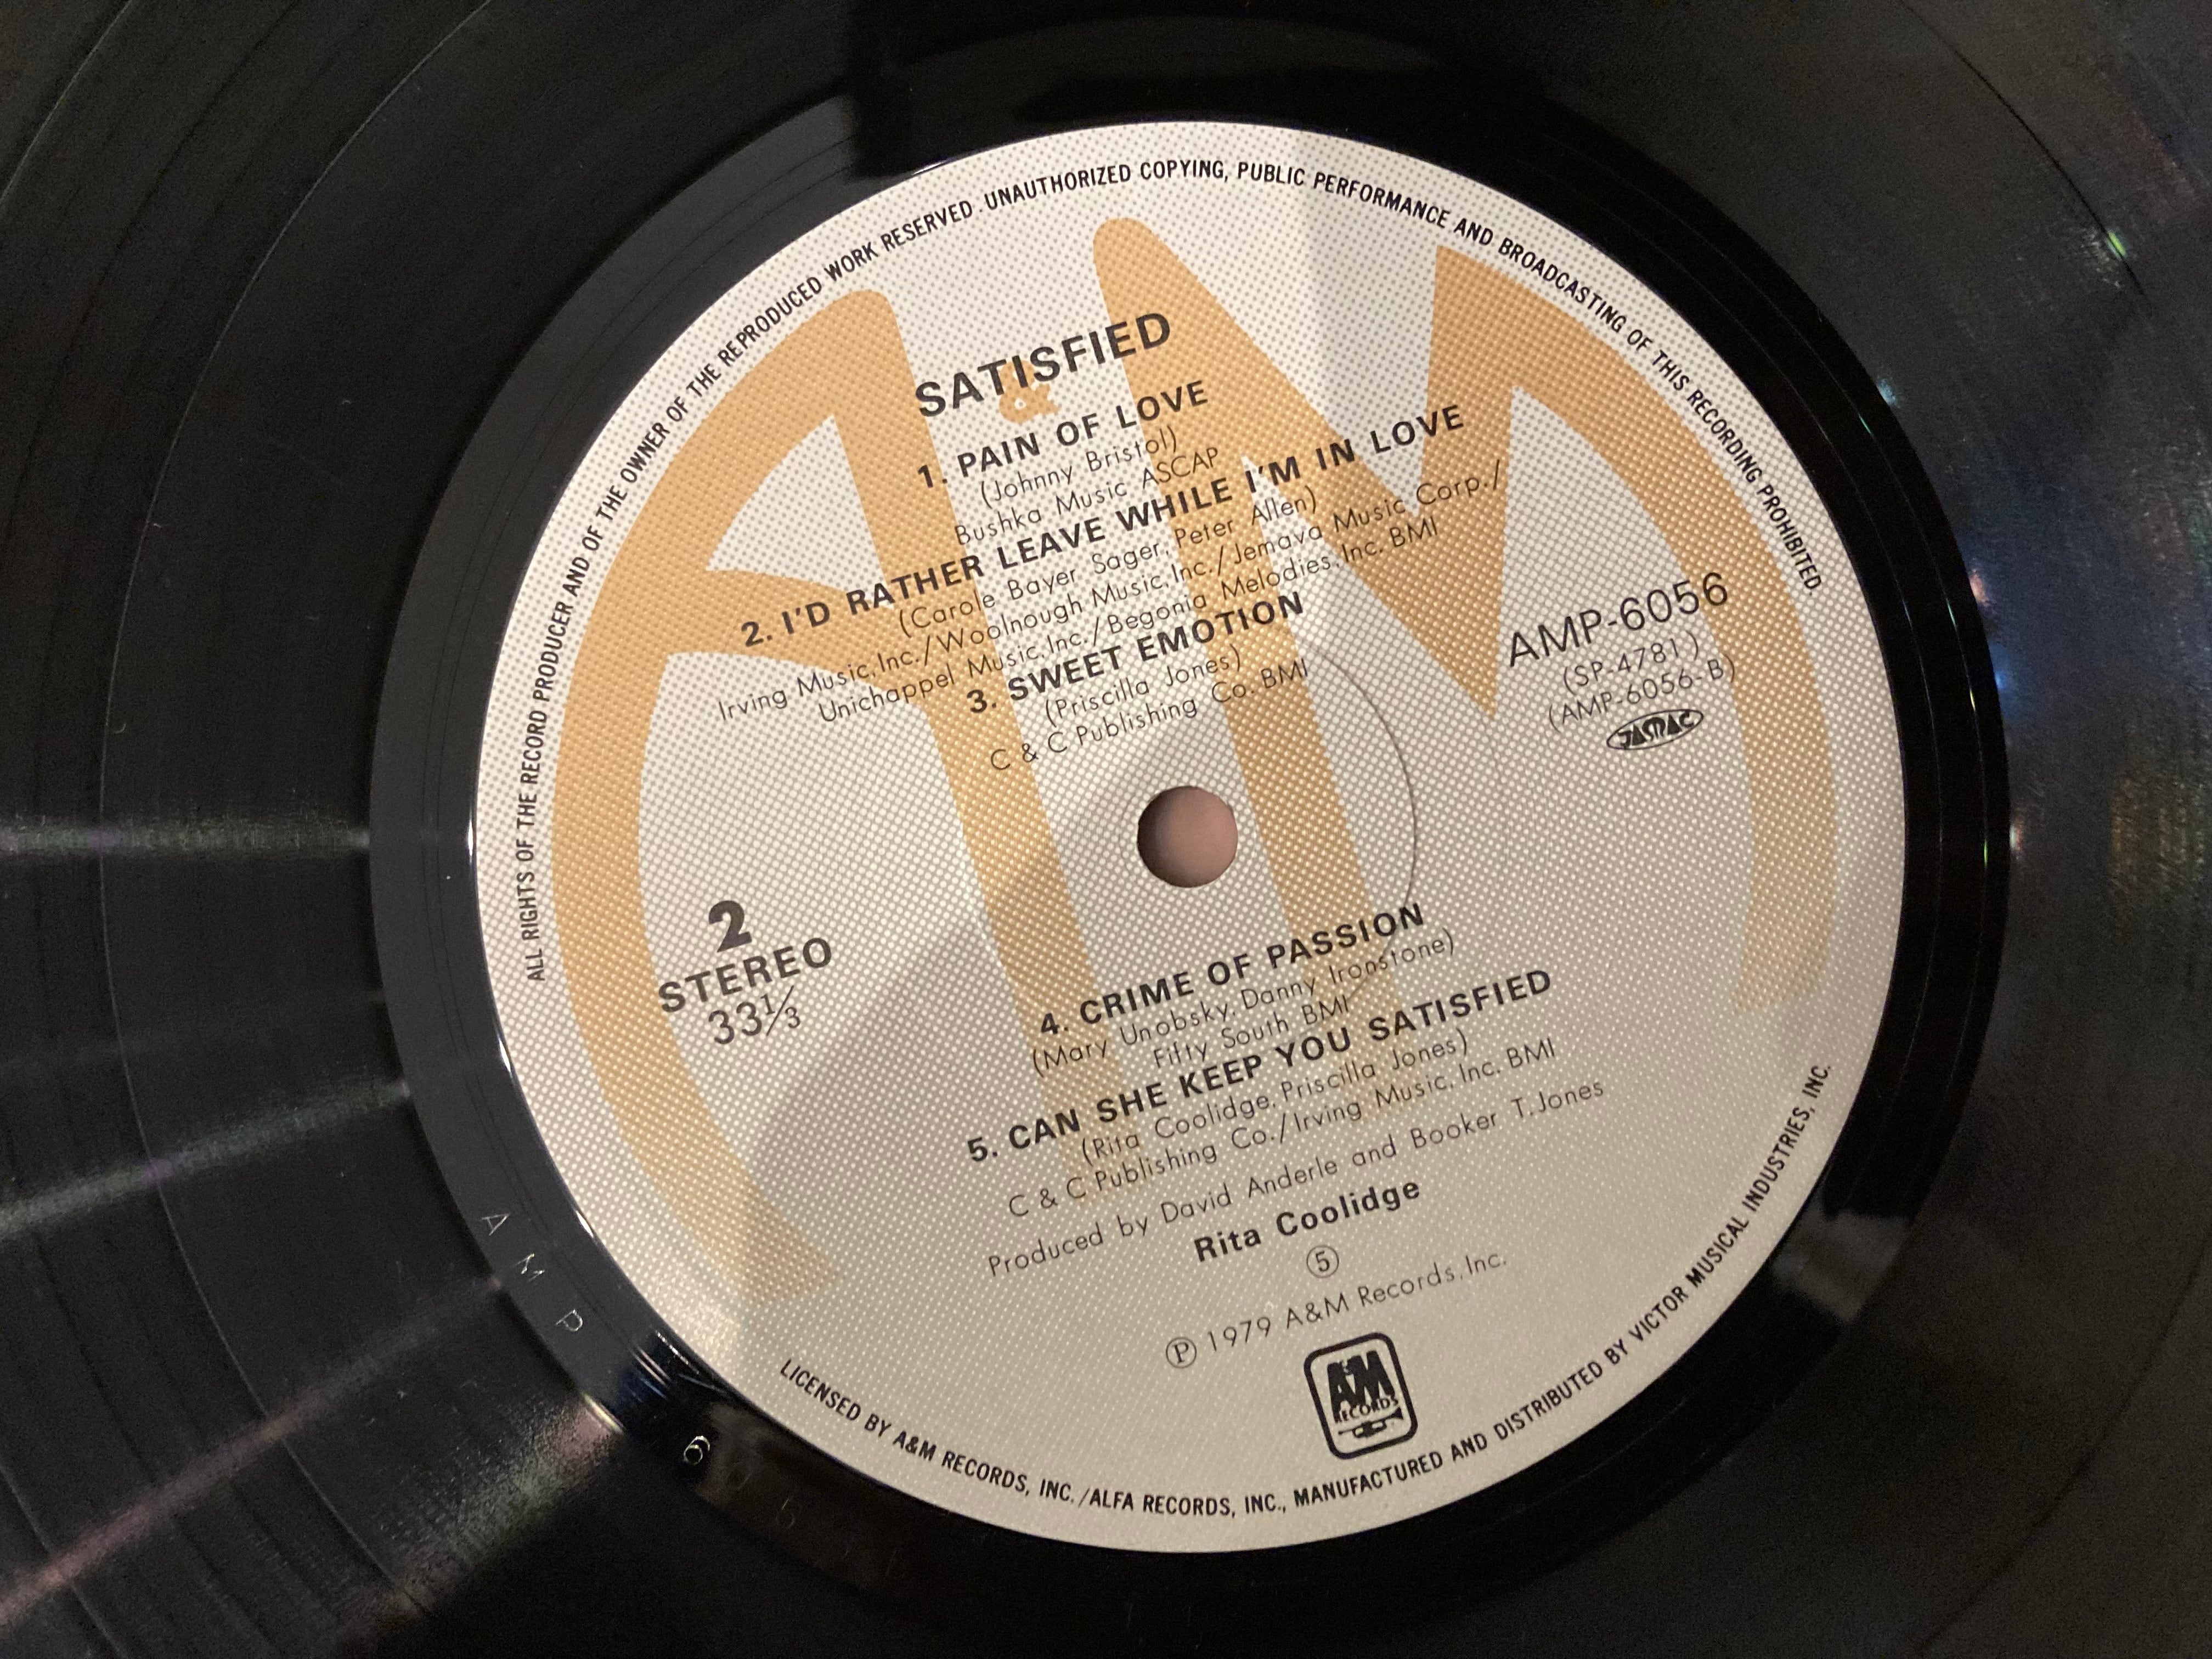 ALL RIGHTS OF THE RECORD PRODUCER AND OF THE OWNER OF THE REPRODUCED WORK RESERVED. UNAUTHORIZED COPYING, PUBLIC PERFORMANCE AND BROADCASTING OF THIS RECORDING PROHIBITED
A&M
SATISFIED
1. PAIN OF LOVE
(Johnny Bristol)
Bushka Music ASCAP
2. I'D RATHER LEAVE WHILE I'M IN LOVE
(Carole Bayer Sager, Peter Allen)
Irving Music, Inc./Woolnough Music, Inc./Jemava Music Corp./
Unichappel Music, Inc./Begonia Melodies, Inc. BMI
3. SWEET EMOTION
(Priscilla Jones)
C & C Publishing Co. BMI
AMP-6056
(SP-4781)
(AMP-6056-B)
JASRAC
2
STEREO
33 1/3
4. CRIME OF PASSION
(Mary Unobsky, Danny Ironstone)
Fifty South BMI
5. CAN SHE KEEP YOU SATISFIED
(Rita Coolidge, Priscilla Jones)
C & C Publishing Co./Irving Music, Inc. BMI
Produced by David Anderle and Booker T. Jones
Rita Coolidge
⑤
Ⓟ 1979 A&M Records, Inc.
A&M
RECORDS
LICENSED BY A&M RECORDS, INC./ALFA RECORDS, INC., MANUFACTURED AND DISTRIBUTED BY VICTOR MUSICAL INDUSTRIES, INC.
AMP
6